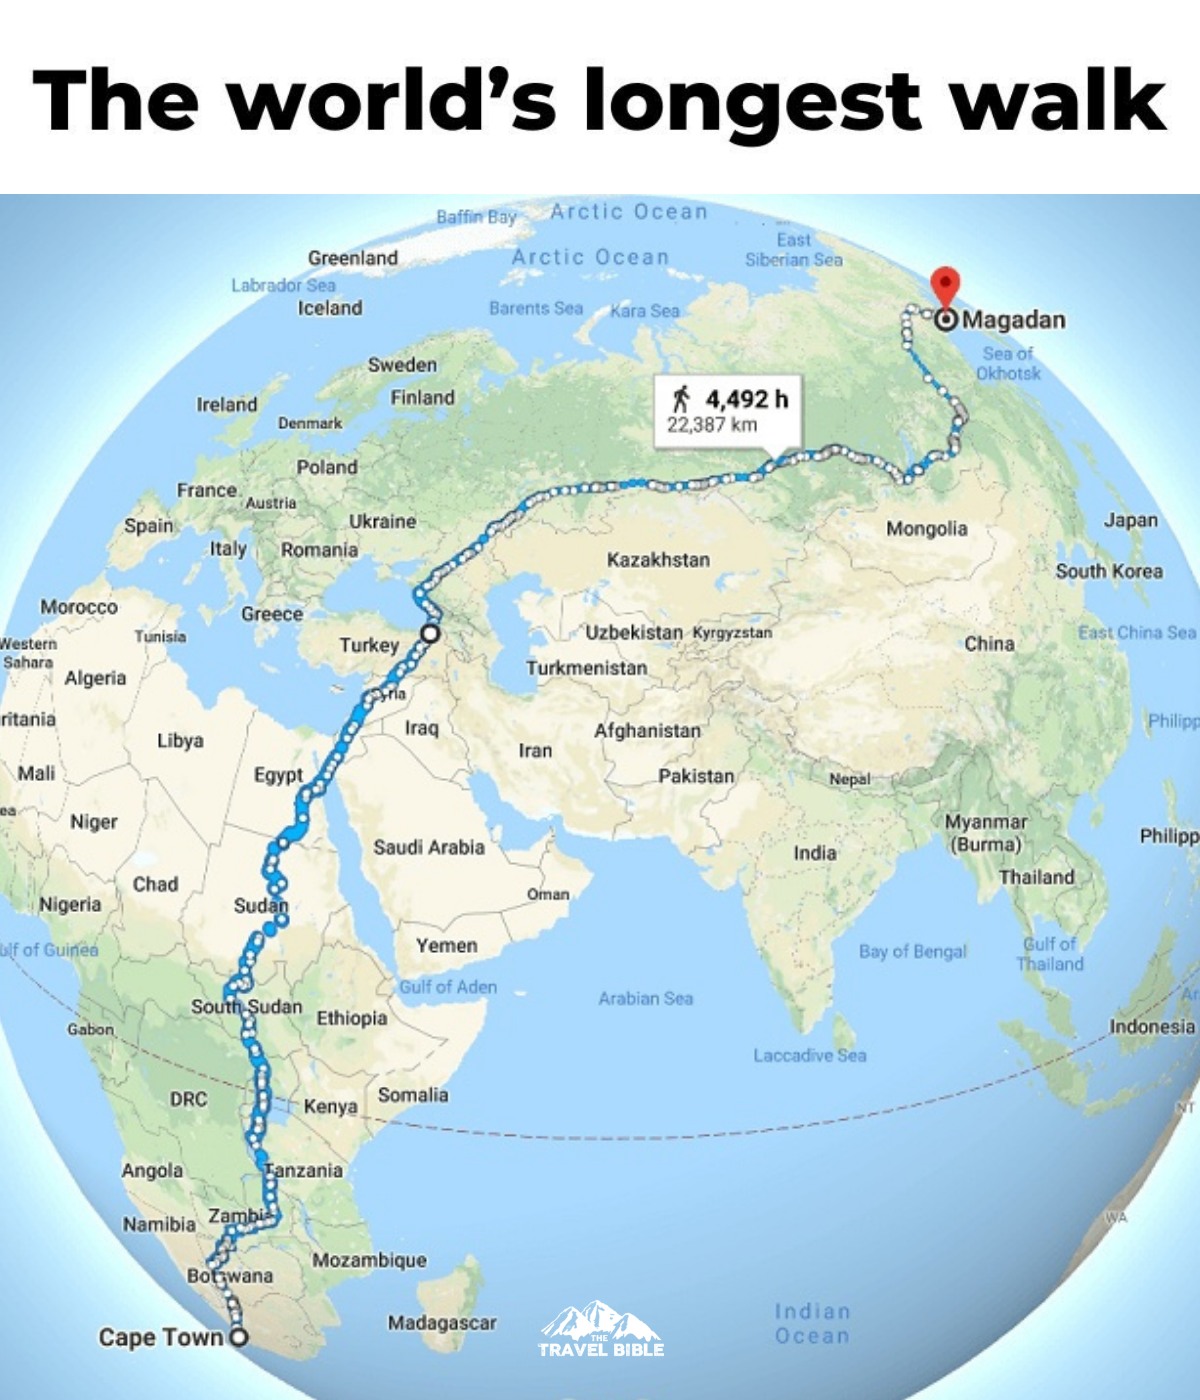 The world's longest walk
Baffin Bay
Arctic Ocean
East
Siberian Sea
Greenland
Arctic Ocean
Labrador Sea
Iceland
Barents Sea
Kara Sea
Magadan
Sea of
Okhotsk
Sweden
Finland
Ireland
Denmark
4,492 h
22,387 km
Poland
France
Austria
Spain
Ukraine
Italy
Romania
Mongolia
Japan
Kazakhstan
South Korea
Morocco
Greece
Tunisia
Turkey
Uzbekistan
Kyrgyzstan
East China Sea
Western
Sahara
China
Algeria
Turkmenistan
Syria
ritania
Libya
Iraq
Iran
Afghanistan
Philipp
Mali
Egypt
Pakistan
Nepal
ea
Niger
Myanmar
(Burma)
Philipp
Saudi Arabia
India
Chad
Thailand
Oman
Nigeria
Sudan
ulf of Guinea
Yemen
Bay of Bengal
Gulf of
Thailand
Gulf of Aden
Arabian Sea
Ar
South Sudan
Ethiopia
Gabon
Indonesia
Laccadive Sea
DRC
Kenya
Somalia
NT
Angola
Tanzania
Namibia
Zambia
WA
Mozambique
Botswana
Madagascar
Indian
Ocean
Cape Town
THE
TRAVEL BIBLE